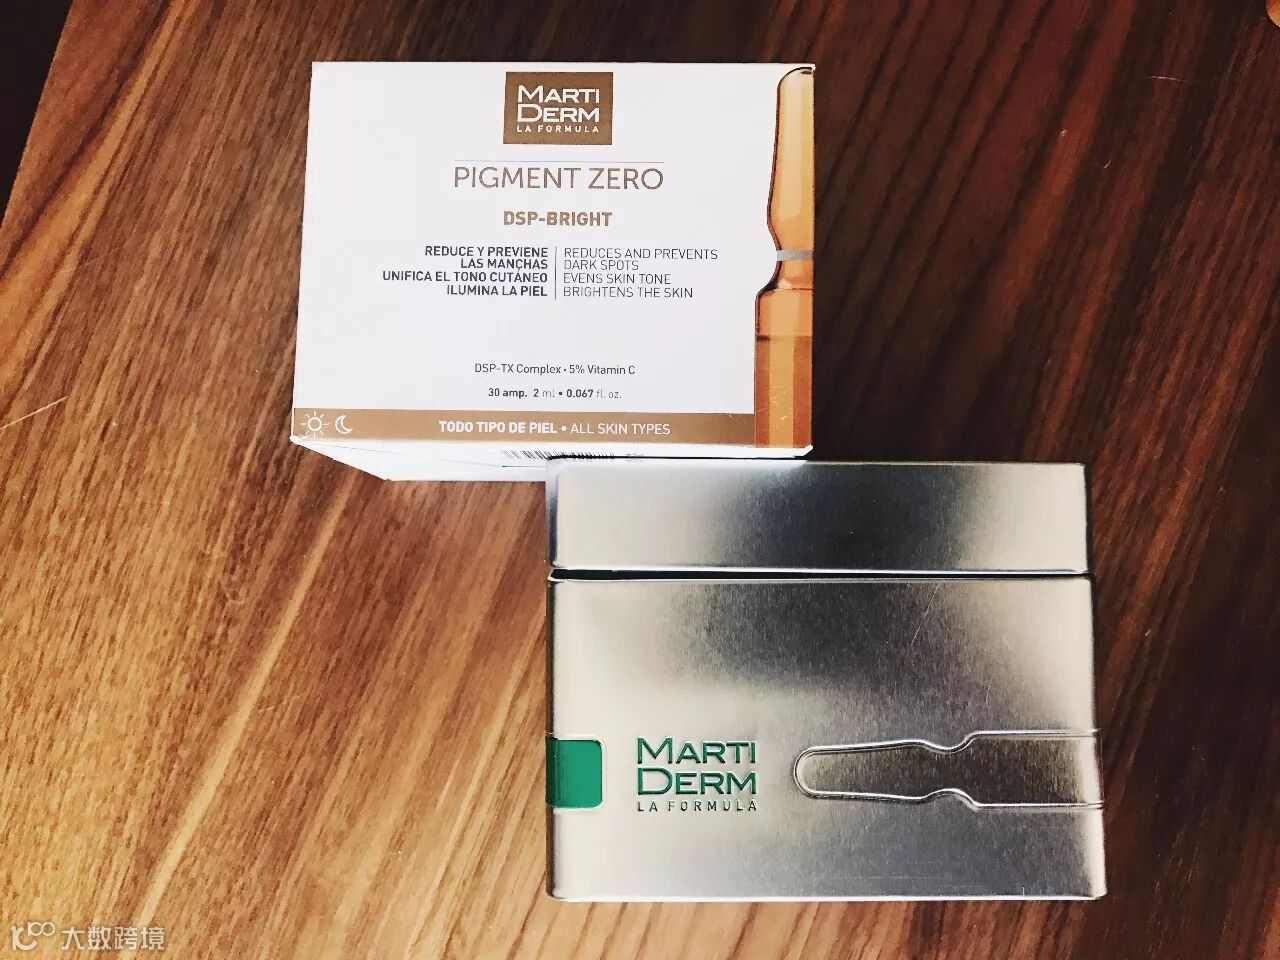 MARTI
DERM
LA FORMULA
PIGMENT ZERO
DSP-BRIGHT
REDUCE Y PREVIENE
LAS MANCHAS
UNIFICA EL TONO CUTÁNEO
ILUMINA LA PIEL
REDUCES AND PREVENTS
DARK SPOTS
EVENS SKIN TONE
BRIGHTENS THE SKIN
DSP-TX Complex • 5% Vitamin C
30 amp. 2 ml • 0.067 fl. oz.
TODO TIPO DE PIEL • ALL SKIN TYPES
MARTI
DERM
LA FORMULA
大数跨境